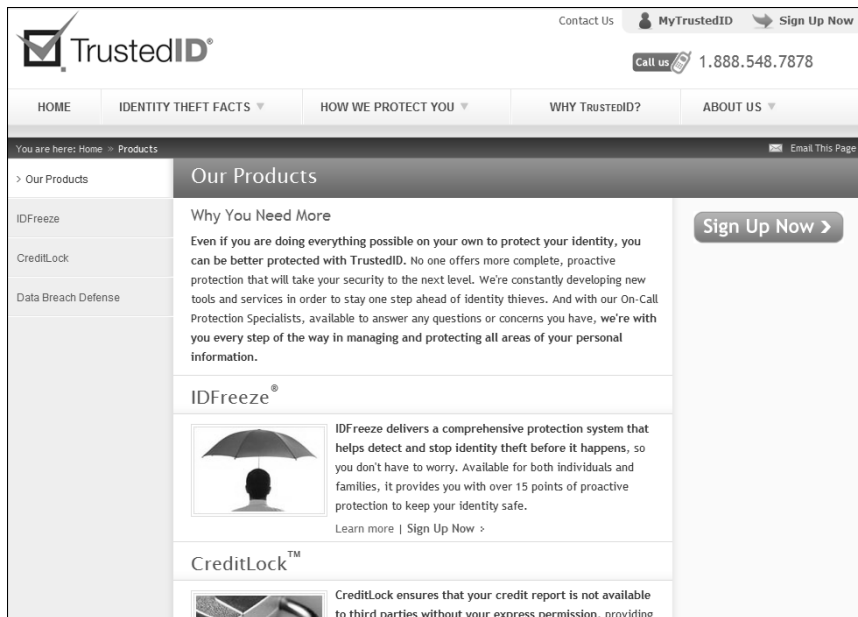 Contact Us MyTrustedID Sign Up Now
TrustedID®
Call us 1.888.548.7878
HOME IDENTITY THEFT FACTS HOW WE PROTECT YOU WHY TRUSTEDID? ABOUT US
You are here: Home » Products Email This Page
> Our Products
IDFreeze
CreditLock
Data Breach Defense
Our Products
Why You Need More
Even if you are doing everything possible on your own to protect your identity, you
can be better protected with TrustedID. No one offers more complete, proactive
protection that will take your security to the next level. We're constantly developing new
tools and services in order to stay one step ahead of identity thieves. And with our On-Call
Protection Specialists, available to answer any questions or concerns you have, we're with
you every step of the way in managing and protecting all areas of your personal
information.
Sign Up Now >
IDFreeze®
IDFreeze delivers a comprehensive protection system that
helps detect and stop identity theft before it happens, so
you don't have to worry. Available for both individuals and
families, it provides you with over 15 points of proactive
protection to keep your identity safe.
Learn more | Sign Up Now >
CreditLock™
CreditLock ensures that your credit report is not available
to third parties without your express permission, providing